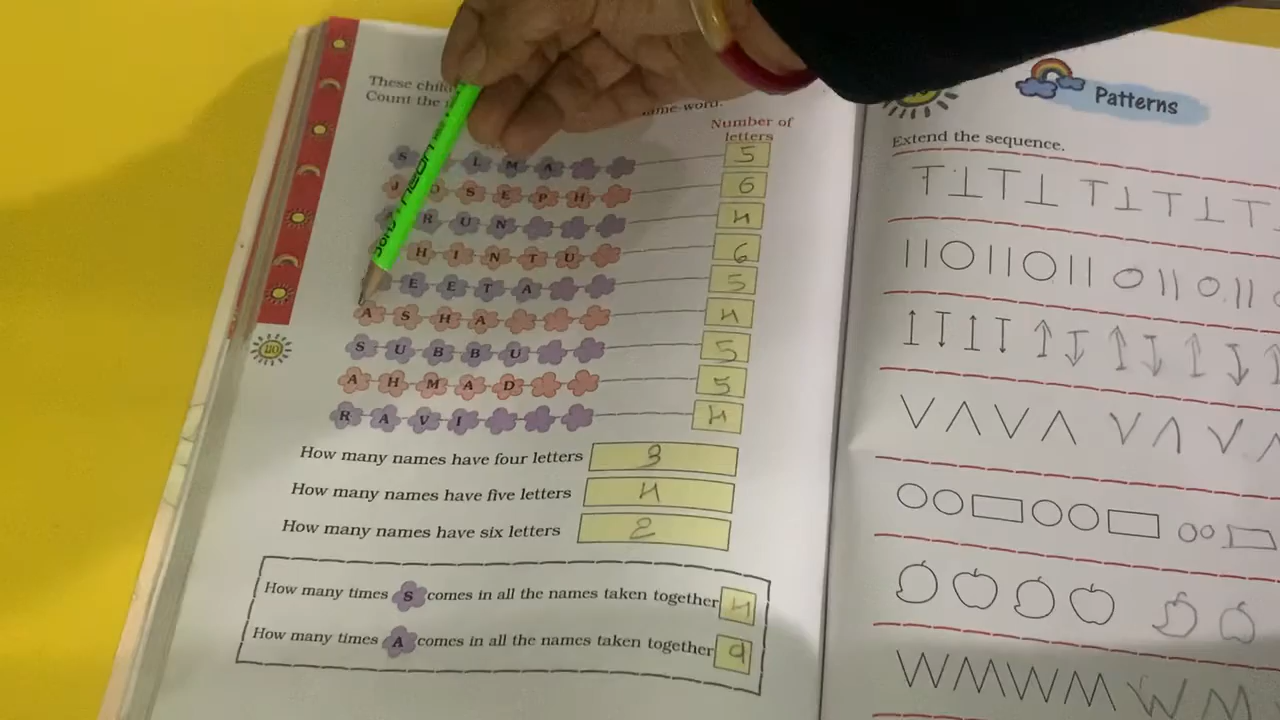 These
Count the
name-word.
Number of
letters
S L M A 5
J O S E P H 6
A R U N 4
H I N T U 6
E E T A 5
A S H A 4
S U B B U 5
A H M A D 5
R A V I 4
110
How many names have four letters 3
How many names have five letters 4
How many names have six letters 2
How many times S comes in all the names taken together 4
How many times A comes in all the names taken together 9
Patterns
Extend the sequence.